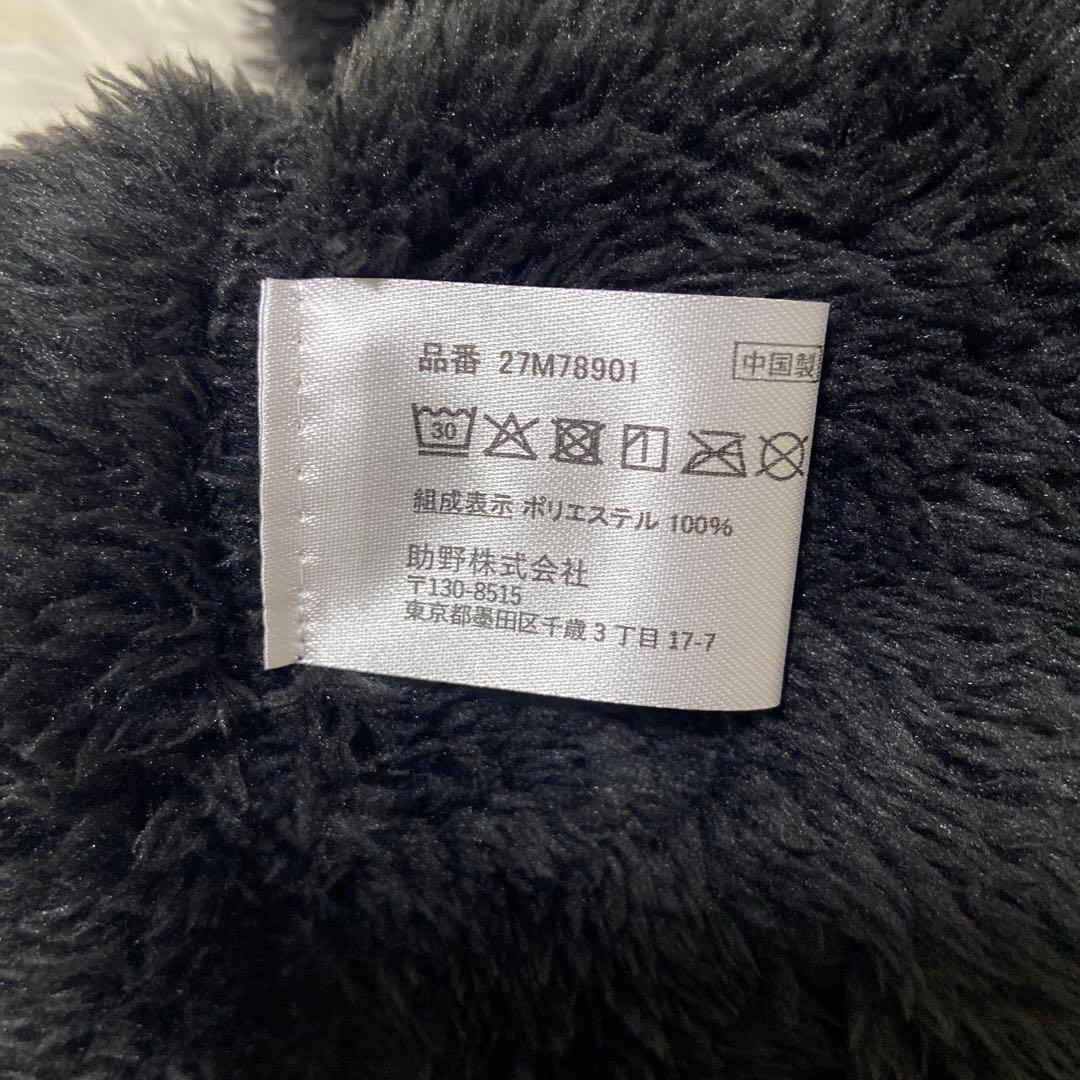 品番 27M78901 中国製
30
組成表示 ポリエステル 100%
助野株式会社
〒130-8515
東京都墨田区千歳 3 丁目 17-7